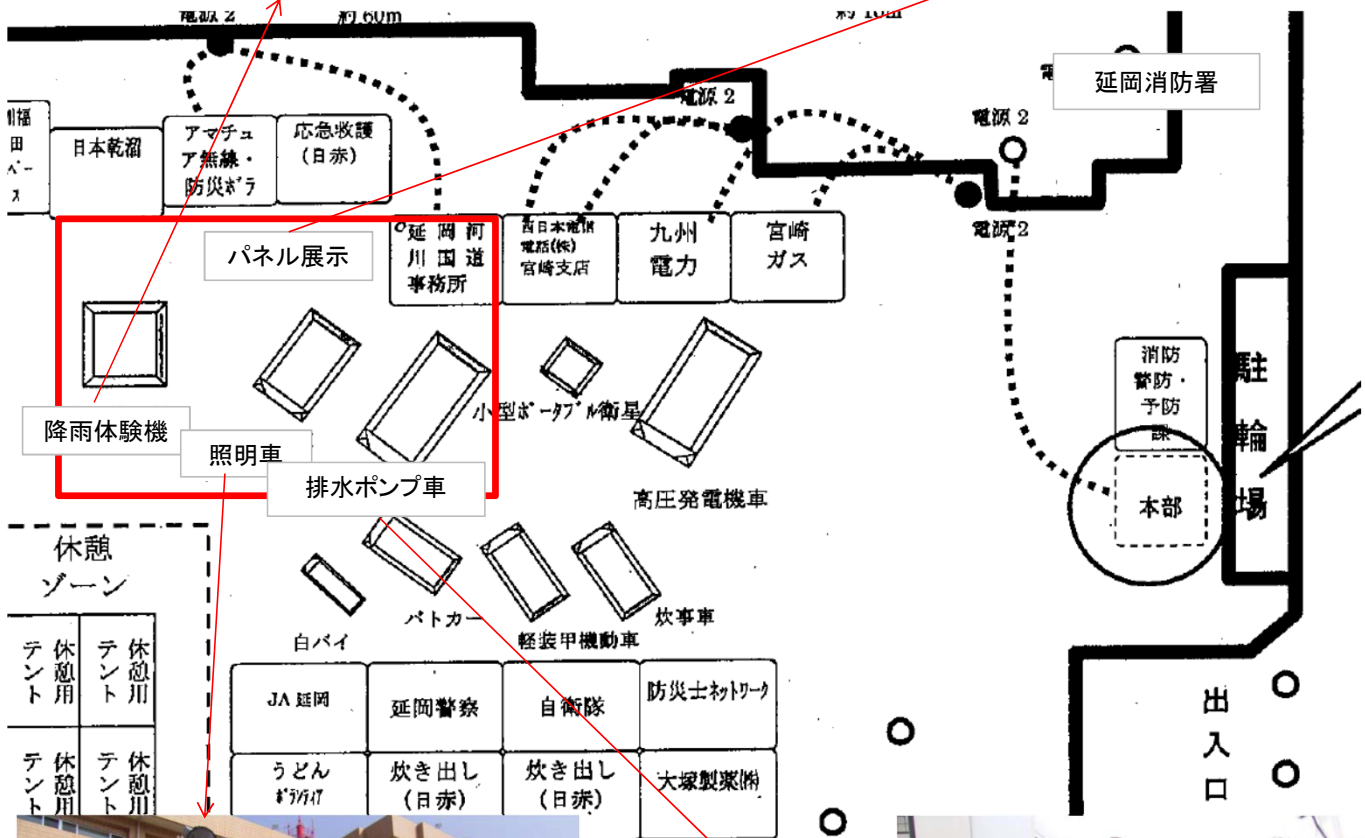 電源 2
約 60m
約 10m
延岡消防署
電源 2
電源 2
電源 2
日本乾溜
アマチュ
ア無線・
防災ボラ
応急救護
(日赤)
パネル展示
延岡河
川国道
事務所
西日本電信
電話(株)
宮崎支店
九州
電力
宮崎
ガス
消防
警防・
予防
課
駐輪場
本部
降雨体験機
照明車
排水ポンプ車
小型ポータブル衛星
高圧発電機車
休憩
ゾーン
白バイ
パトカー
軽装甲機動車
炊事車
休憩用
テント
休憩用
テント
休憩用
テント
休憩用
テント
JA 延岡
延岡警察
自衛隊
防災士ネットワーク
うどん
ボランティア
炊き出し
(日赤)
炊き出し
(日赤)
大塚製薬㈱
出入口